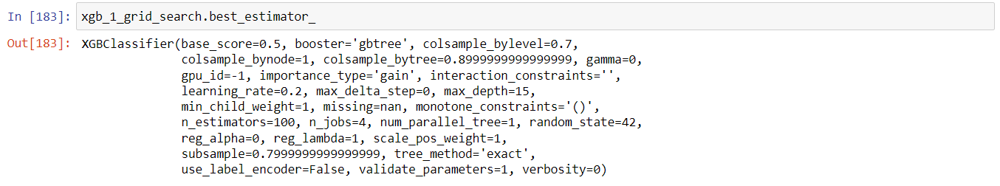 In [183]: xgb_1_grid_search.best_estimator_
Out[183]: XGBClassifier(base_score=0.5, booster='gbtree', colsample_bylevel=0.7,
colsample_bynode=1, colsample_bytree=0.8999999999999999, gamma=0,
gpu_id=-1, importance_type='gain', interaction_constraints='',
learning_rate=0.2, max_delta_step=0, max_depth=15,
min_child_weight=1, missing=nan, monotone_constraints='()',
n_estimators=100, n_jobs=4, num_parallel_tree=1, random_state=42,
reg_alpha=0, reg_lambda=1, scale_pos_weight=1,
subsample=0.7999999999999999, tree_method='exact',
use_label_encoder=False, validate_parameters=1, verbosity=0)